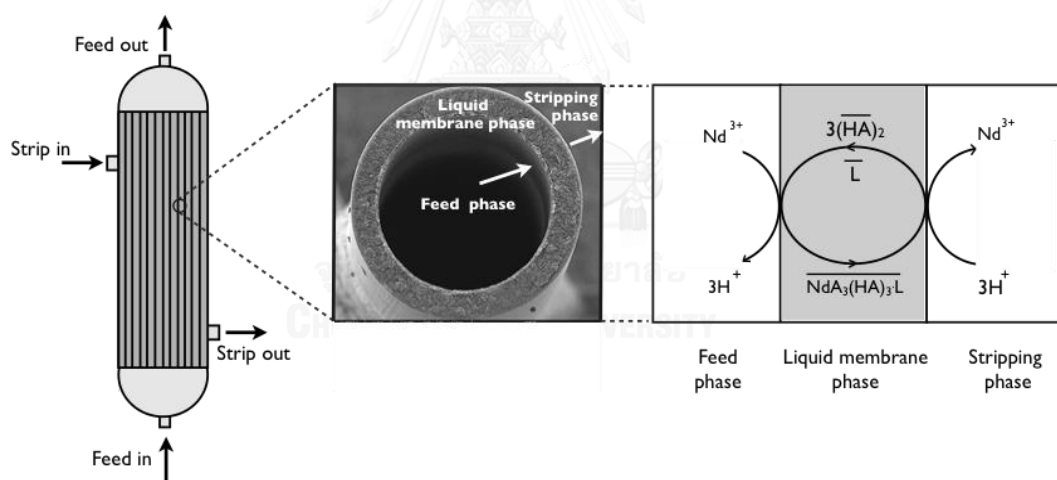 Feed out
Strip in
Strip out
Feed in
Liquid
membrane phase
Stripping
phase
Feed phase
Nd³⁺
3(HA)₂
L
Nd³⁺
3H⁺
NdA₃(HA)₃·L
3H⁺
Feed
phase
Liquid membrane
phase
Stripping
phase